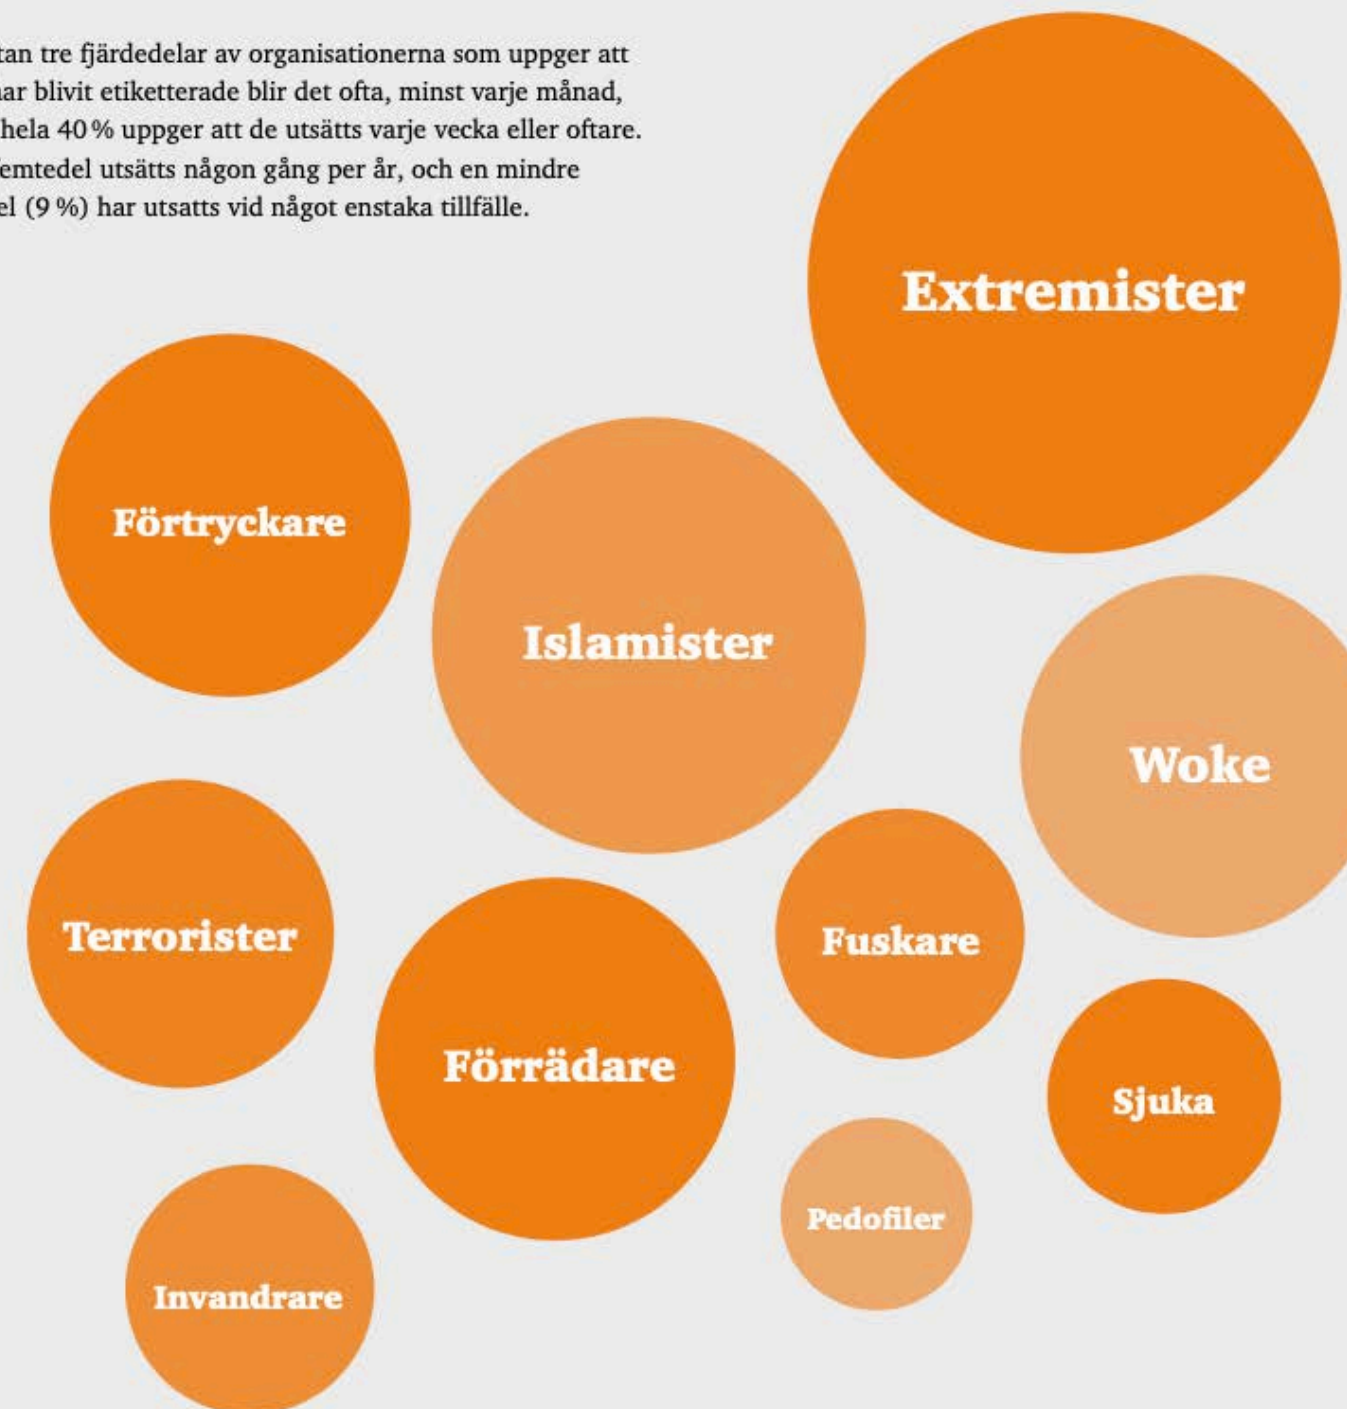 tan tre fjärdedelar av organisationerna som uppger att
har blivit etiketterade blir det ofta, minst varje månad,
hela 40 % uppger att de utsätts varje vecka eller oftare.
emtedel utsätts någon gång per år, och en mindre
el (9 %) har utsatts vid något enstaka tillfälle.
Extremister
Förtryckare
Islamister
Woke
Terrorister
Fuskare
Förrädare
Sjuka
Pedofiler
Invandrare